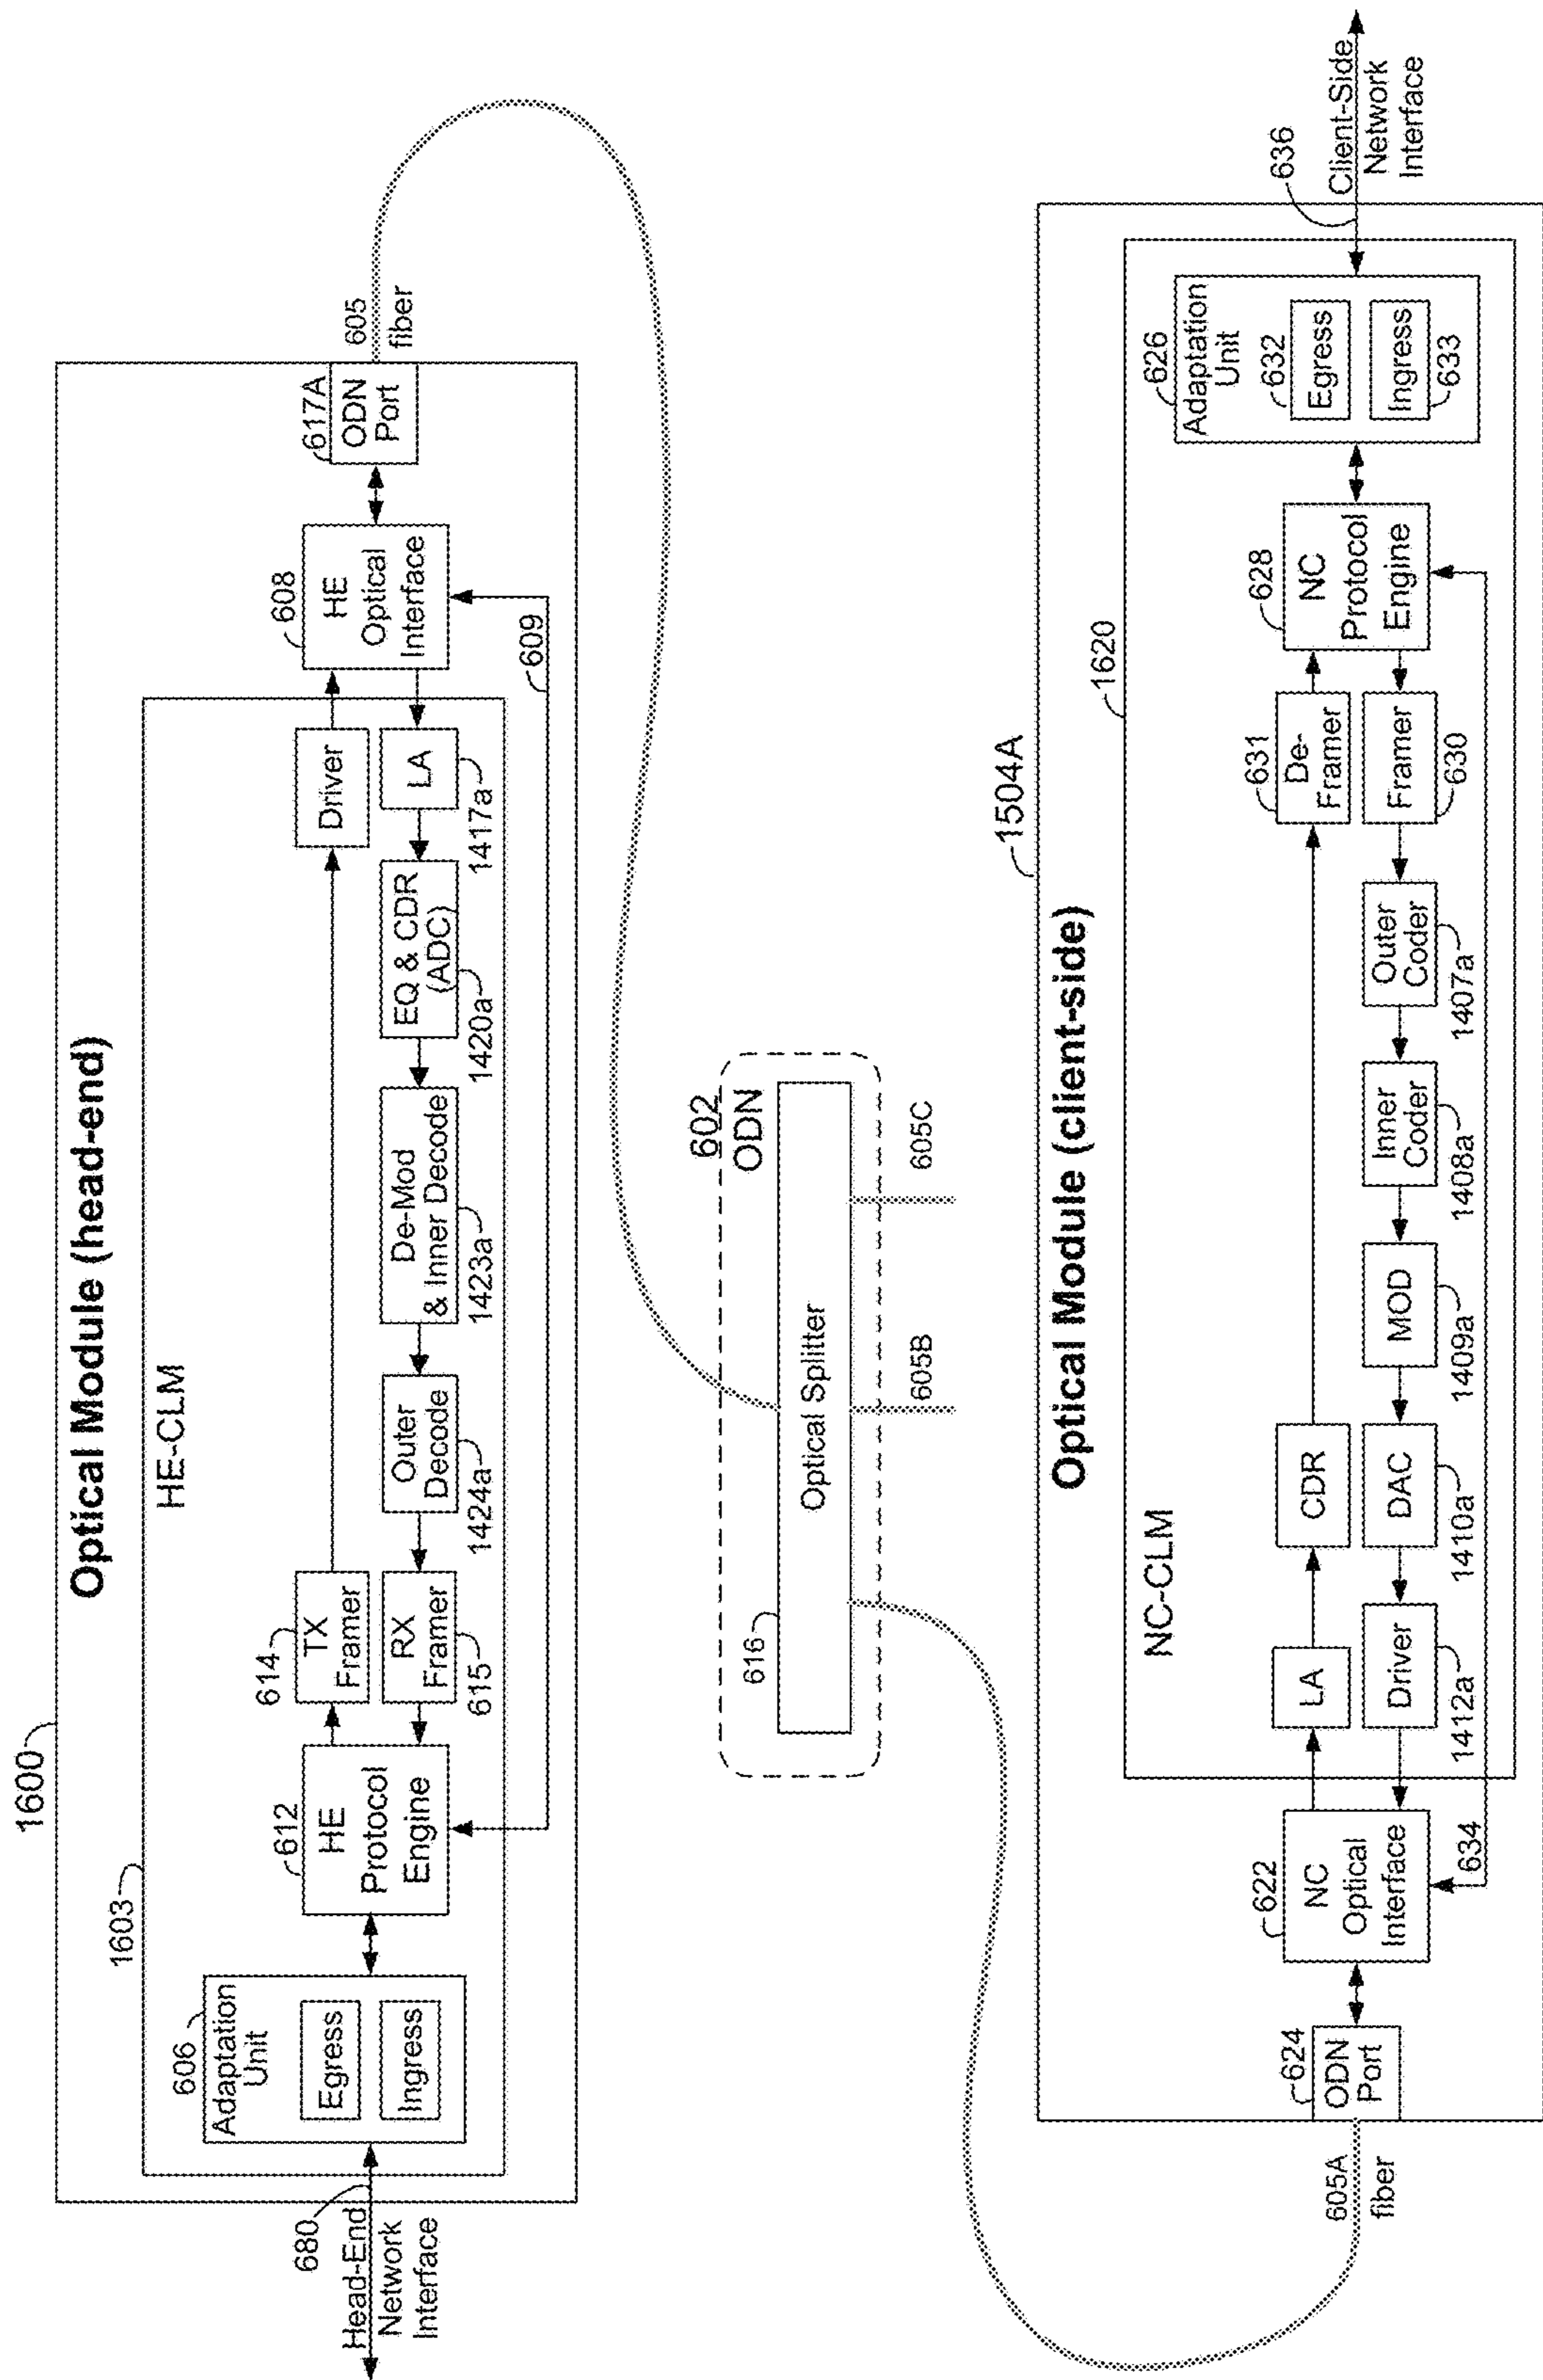 1600
Optical Module (head-end)
1603
HE-CLM
680
Head-End
Network
Interface
606
Adaptation
Unit
Egress
Ingress
612
HE
Protocol
Engine
614
TX
Framer
RX
Framer
615
Outer
Decode
1424a
De-Mod
& Inner Decode
1423a
EQ & CDR
(ADC)
1420a
Driver
LA
1417a
608
HE
Optical
Interface
609
617A
ODN
Port
605
fiber
602
ODN
616
Optical Splitter
605B
605C
1504A
Optical Module (client-side)
1620
NC-CLM
605A
fiber
624
ODN
Port
622
NC
Optical
Interface
634
LA
CDR
Driver
1412a
DAC
1410a
MOD
1409a
Inner
Coder
1408a
Outer
Coder
1407a
631
De-
Framer
Framer
630
628
NC
Protocol
Engine
626
Adaptation
Unit
632
Egress
Ingress
633
636
Client-Side
Network
Interface